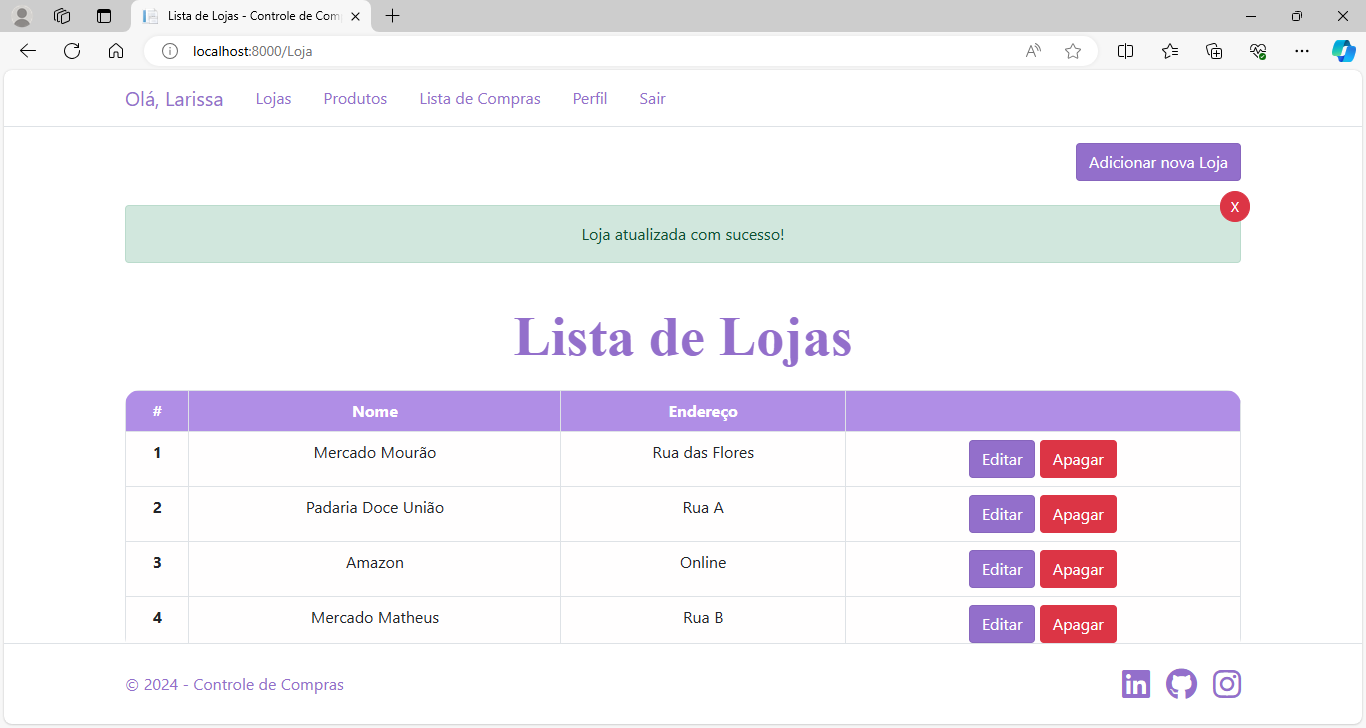 Lista de Lojas - Controle de Com
localhost:8000/Loja
Olá, Larissa Lojas Produtos Lista de Compras Perfil Sair
Adicionar nova Loja
X
Loja atualizada com sucesso!
Lista de Lojas
# Nome Endereço
1 Mercado Mourão Rua das Flores Editar Apagar
2 Padaria Doce União Rua A Editar Apagar
3 Amazon Online Editar Apagar
4 Mercado Matheus Rua B Editar Apagar
© 2024 - Controle de Compras